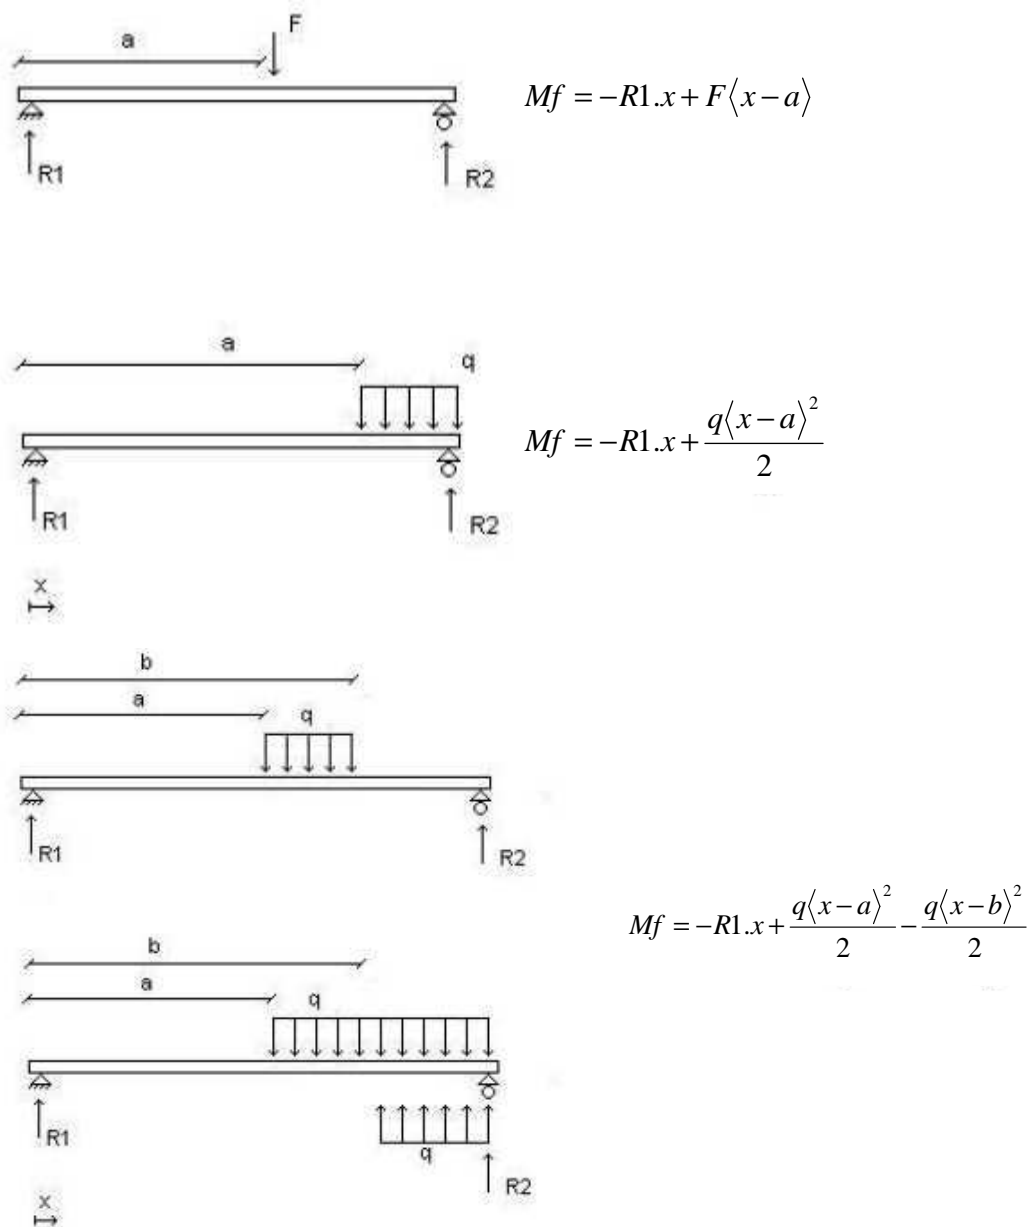 F
a
Mf = −R1.x + F⟨x − a⟩
R1
R2
a
q
Mf = −R1.x + q⟨x − a⟩² / 2
R1
R2
x
b
a
q
R1
R2
Mf = −R1.x + q⟨x − a⟩² / 2 − q⟨x − b⟩² / 2
b
a
q
R1
q
R2
x